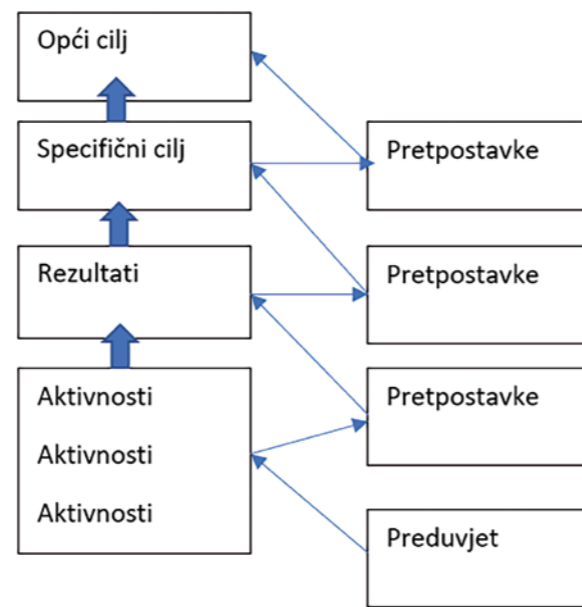 Opći cilj
Specifični cilj
Pretpostavke
Rezultati
Pretpostavke
Aktivnosti
Pretpostavke
Aktivnosti
Aktivnosti
Preduvjet